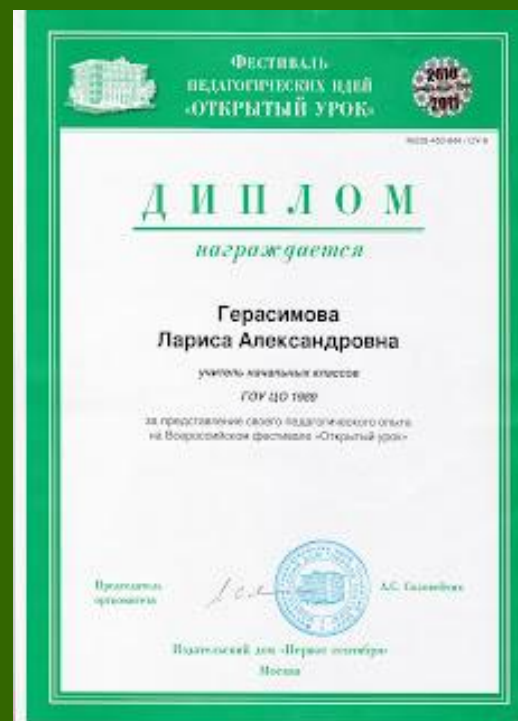 Фестиваль
педагогических идей
«ОТКРЫТЫЙ УРОК»
2010
2011
ДИПЛОМ
награждается
Герасимова
Лариса Александровна
учитель начальных классов
ГОУ ЦО
за представление своего педагогического опыта
на Всероссийском фестивале «Открытый урок»
Председатель
оргкомитета
А.С.
Издательский дом «Первое сентября»
Москва